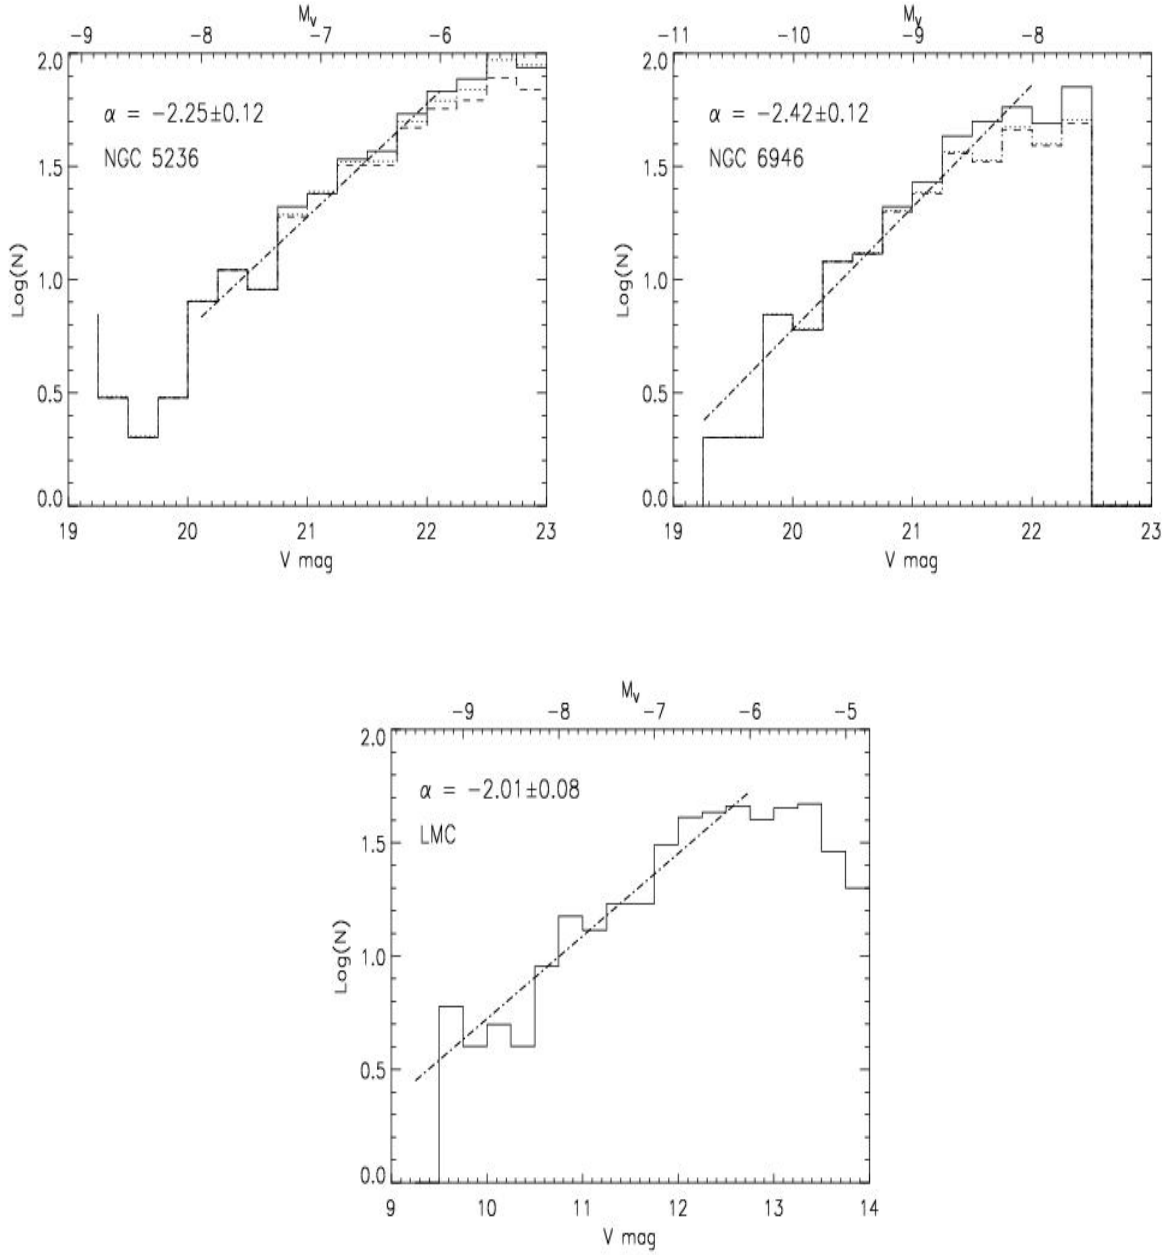 M_V
-9 -8 -7 -6
2.0
α = -2.25±0.12
NGC 5236
1.5
Log(N)
1.0
0.5
0.0
19 20 21 22 23
V mag
M_V
-11 -10 -9 -8
2.0
α = -2.42±0.12
NGC 6946
1.5
Log(N)
1.0
0.5
0.0
19 20 21 22 23
V mag
M_V
-9 -8 -7 -6 -5
2.0
α = -2.01±0.08
LMC
1.5
Log(N)
1.0
0.5
0.0
9 10 11 12 13 14
V mag